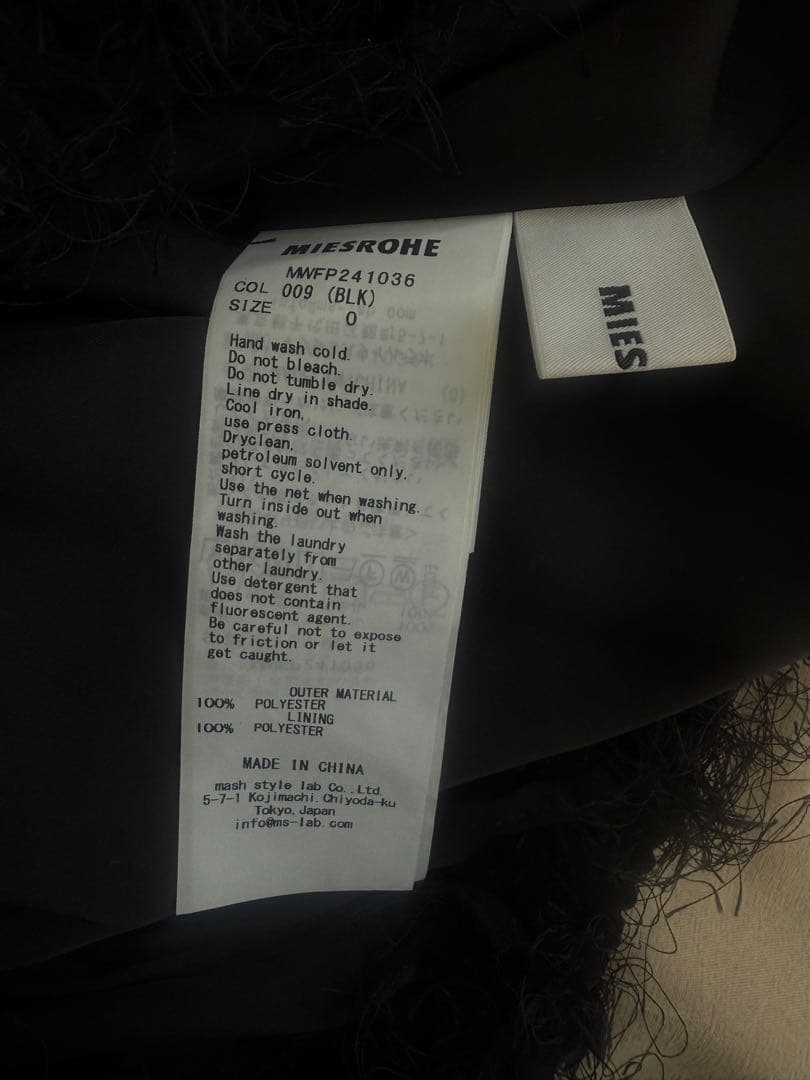 MIESROHE
MWFP241036
COL 009 (BLK)
SIZE 0
Hand wash cold.
Do not bleach.
Do not tumble dry.
Line dry in shade.
Cool iron,
use press cloth.
Dryclean,
petroleum solvent only.
short cycle.
Use the net when washing.
Turn inside out when
washing.
Wash the laundry
separately from
other laundry.
Use detergent that
does not contain
fluorescent agent.
Be careful not to expose
to friction or let it
get caught.
OUTER MATERIAL
100% POLYESTER
LINING
100% POLYESTER
MADE IN CHINA
mash style lab Co.,Ltd.
5-7-1 Kojimachi.Chiyoda-ku
Tokyo,Japan
info@ms-lab.com
MIES